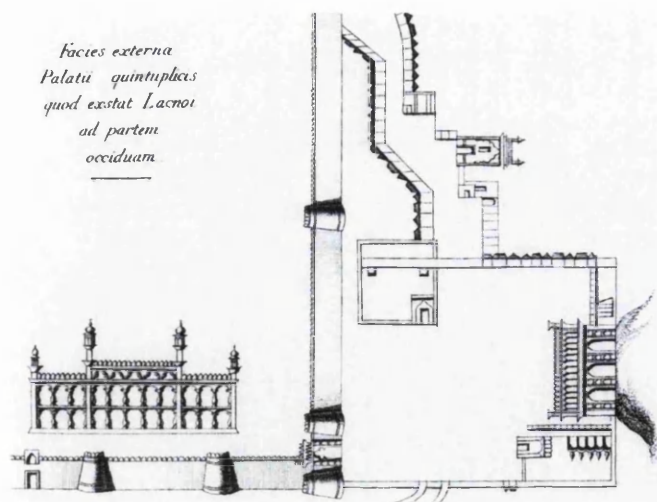 Facies externa
Palatii quintuplicis
quod exstat Lacnoi
ad partem
occiduam